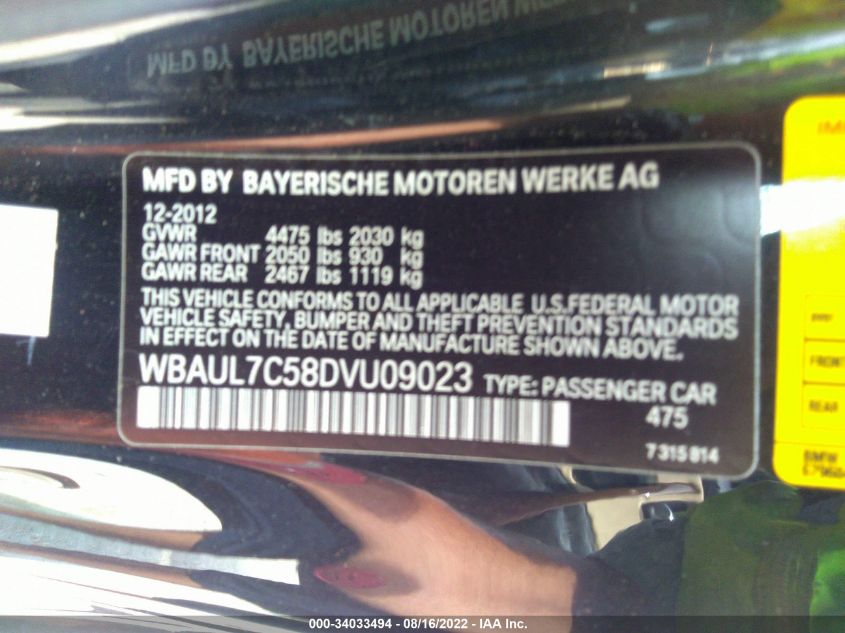 MFD BY BAYERISCHE MOTOREN WE
MFD BY BAYERISCHE MOTOREN WERKE AG
12-2012
GVWR 4475 lbs 2030 kg
GAWR FRONT 2050 lbs 930 kg
GAWR REAR 2467 lbs 1119 kg
THIS VEHICLE CONFORMS TO ALL APPLICABLE U.S.FEDERAL MOTOR
VEHICLE SAFETY, BUMPER AND THEFT PREVENTION STANDARDS
IN EFFECT ON THE DATE OF MANUFACTURE SHOWN ABOVE.
WBAUL7C58DVU09023 TYPE: PASSENGER CAR
475
7315814
FRONT
REAR
BMW
000-34033494 - 08/16/2022 - IAA Inc.